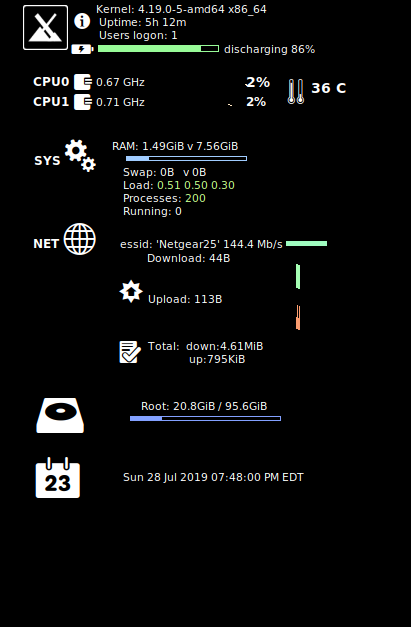 Kernel: 4.19.0-5-amd64 x86_64
Uptime: 5h 12m
Users logon: 1
discharging 86%
CPU0 0.67 GHz 2% 36 C
CPU1 0.71 GHz 2%
RAM: 1.49GiB v 7.56GiB
SYS
Swap: 0B v 0B
Load: 0.51 0.50 0.30
Processes: 200
Running: 0
NET essid: 'Netgear25' 144.4 Mb/s
Download: 44B
Upload: 113B
Total: down:4.61MiB
up:795KiB
Root: 20.8GiB / 95.6GiB
23 Sun 28 Jul 2019 07:48:00 PM EDT